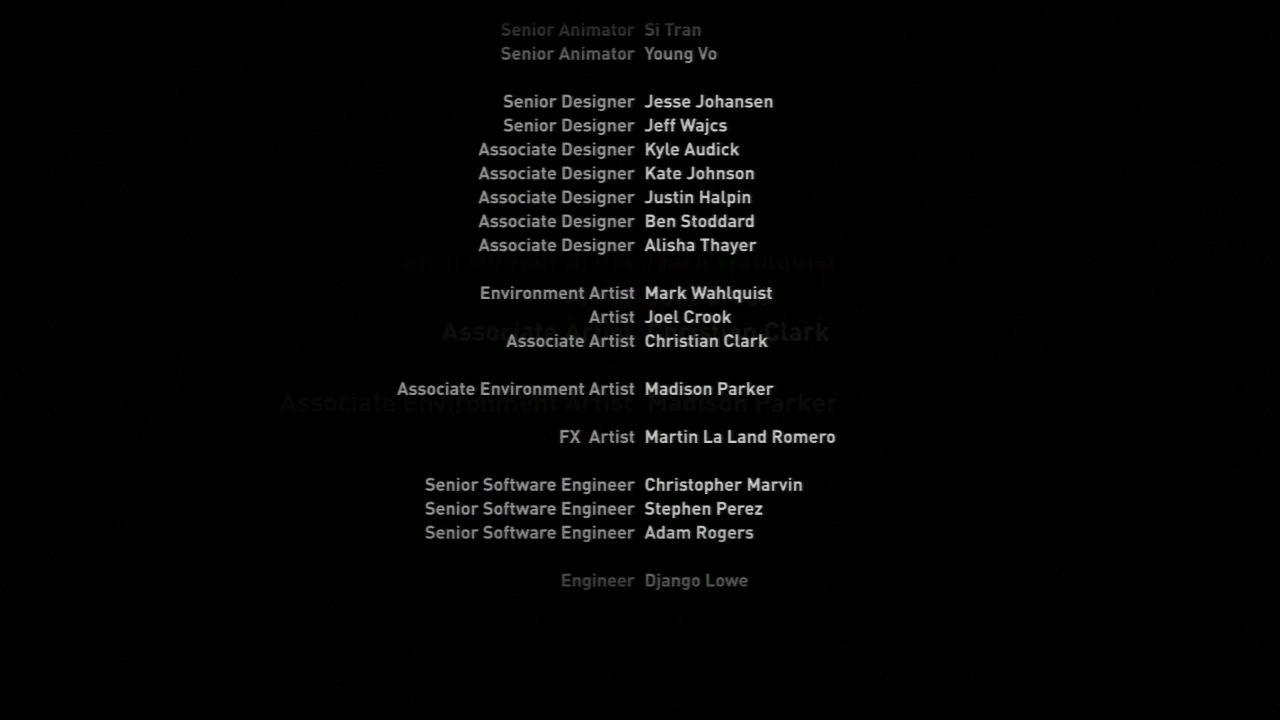 Senior Animator Si Tran
Senior Animator Young Vo
Senior Designer Jesse Johansen
Senior Designer Jeff Wajcs
Associate Designer Kyle Audick
Associate Designer Kate Johnson
Associate Designer Justin Halpin
Associate Designer Ben Stoddard
Associate Designer Alisha Thayer
Environment Artist Mark Wahlquist
Artist Joel Crook
Associate Artist Christian Clark
Associate Environment Artist Madison Parker
FX Artist Martin La Land Romero
Senior Software Engineer Christopher Marvin
Senior Software Engineer Stephen Perez
Senior Software Engineer Adam Rogers
Engineer Django Lowe